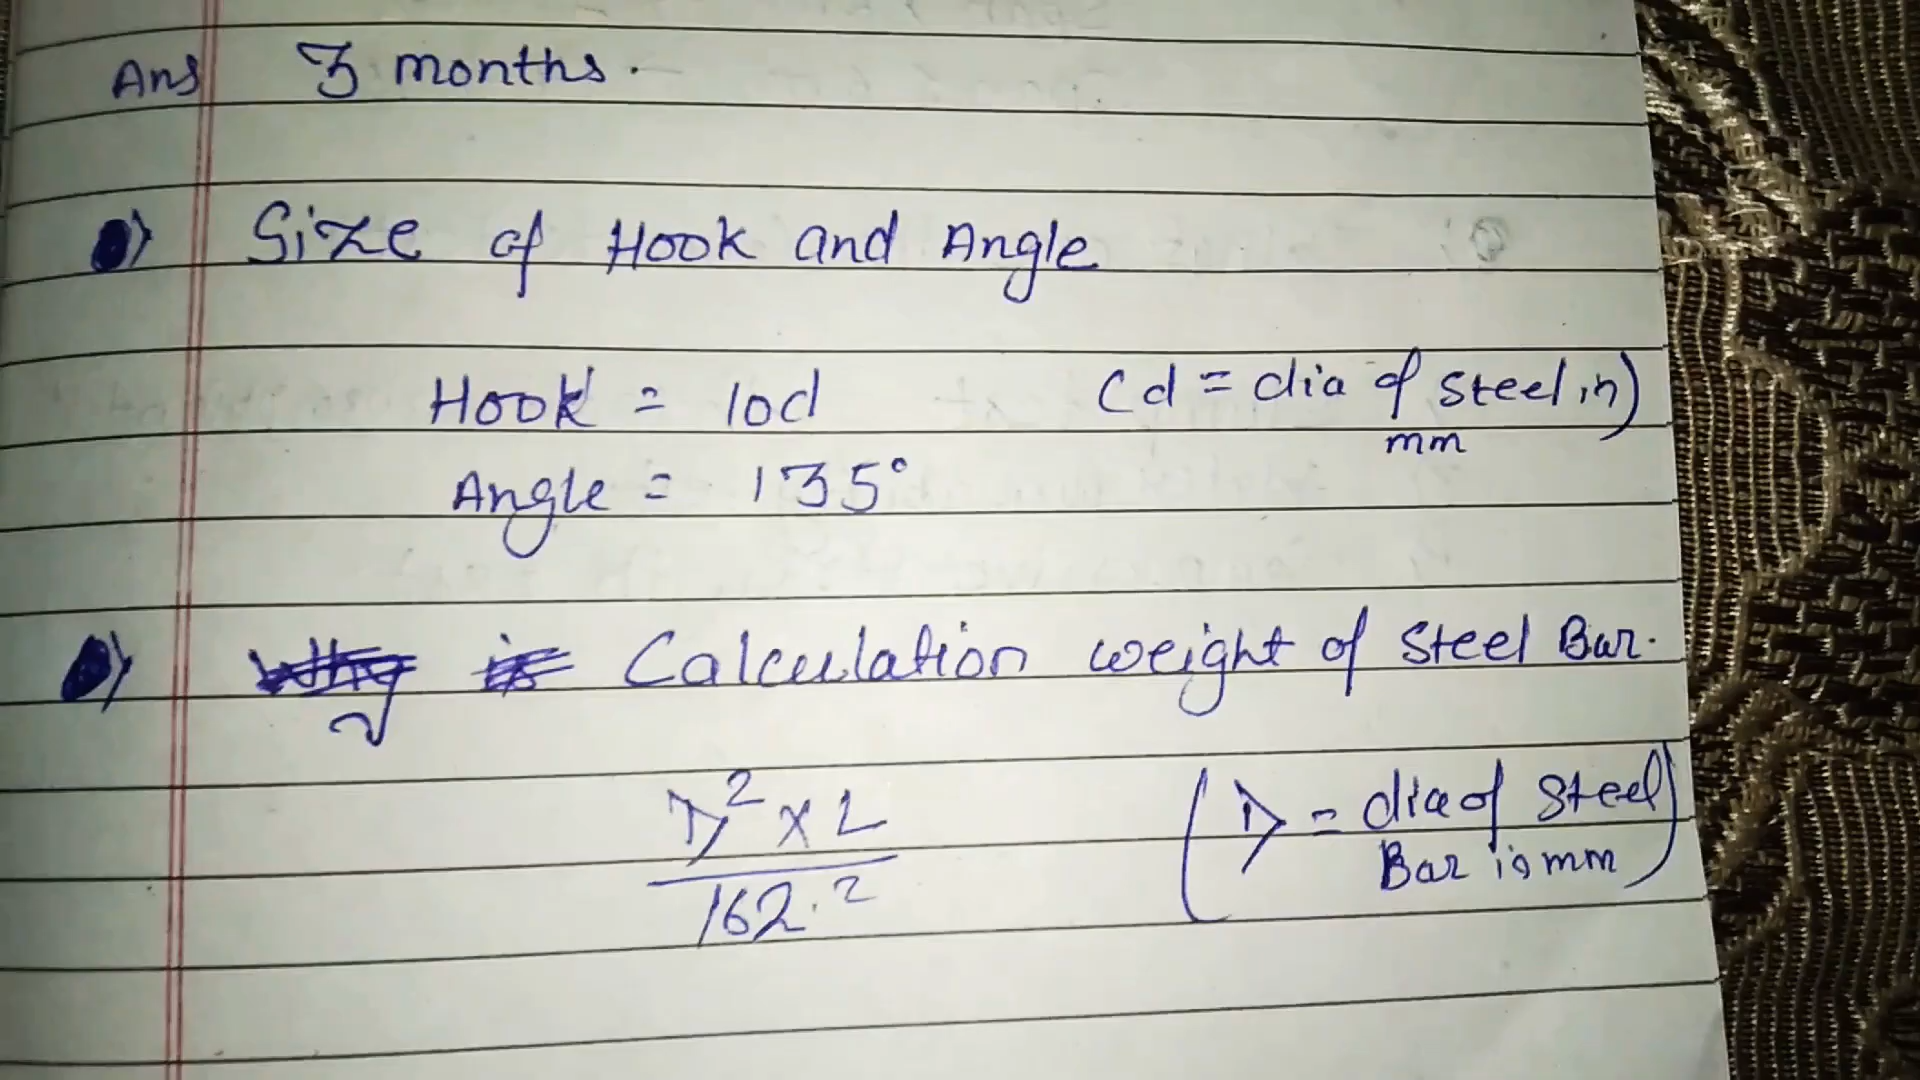 Ans 3 months.
Size of Hook and Angle
Hook = 10d (d = dia of steel in)
mm
Angle = 135°
Calculation weight of Steel Bar.
D² × L
162.2
(D = dia of Steel
Bar is mm)